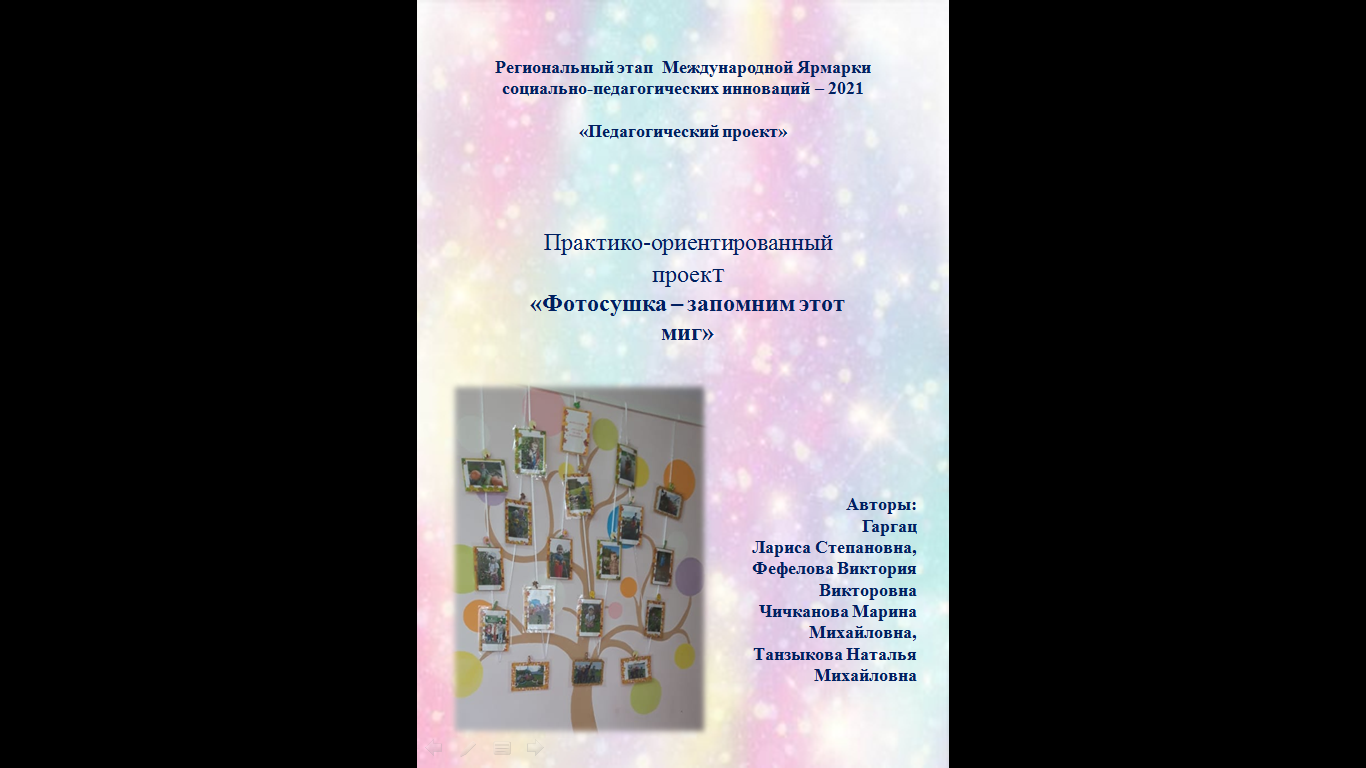 Региональный этап Международной Ярмарки
социально-педагогических инноваций – 2021
«Педагогический проект»
Практико-ориентированный
проект
«Фотосушка – запомним этот
миг»
Авторы:
Гаргац
Лариса Степановна,
Фефелова Виктория
Викторовна
Чичканова Марина
Михайловна,
Танзыкова Наталья
Михайловна